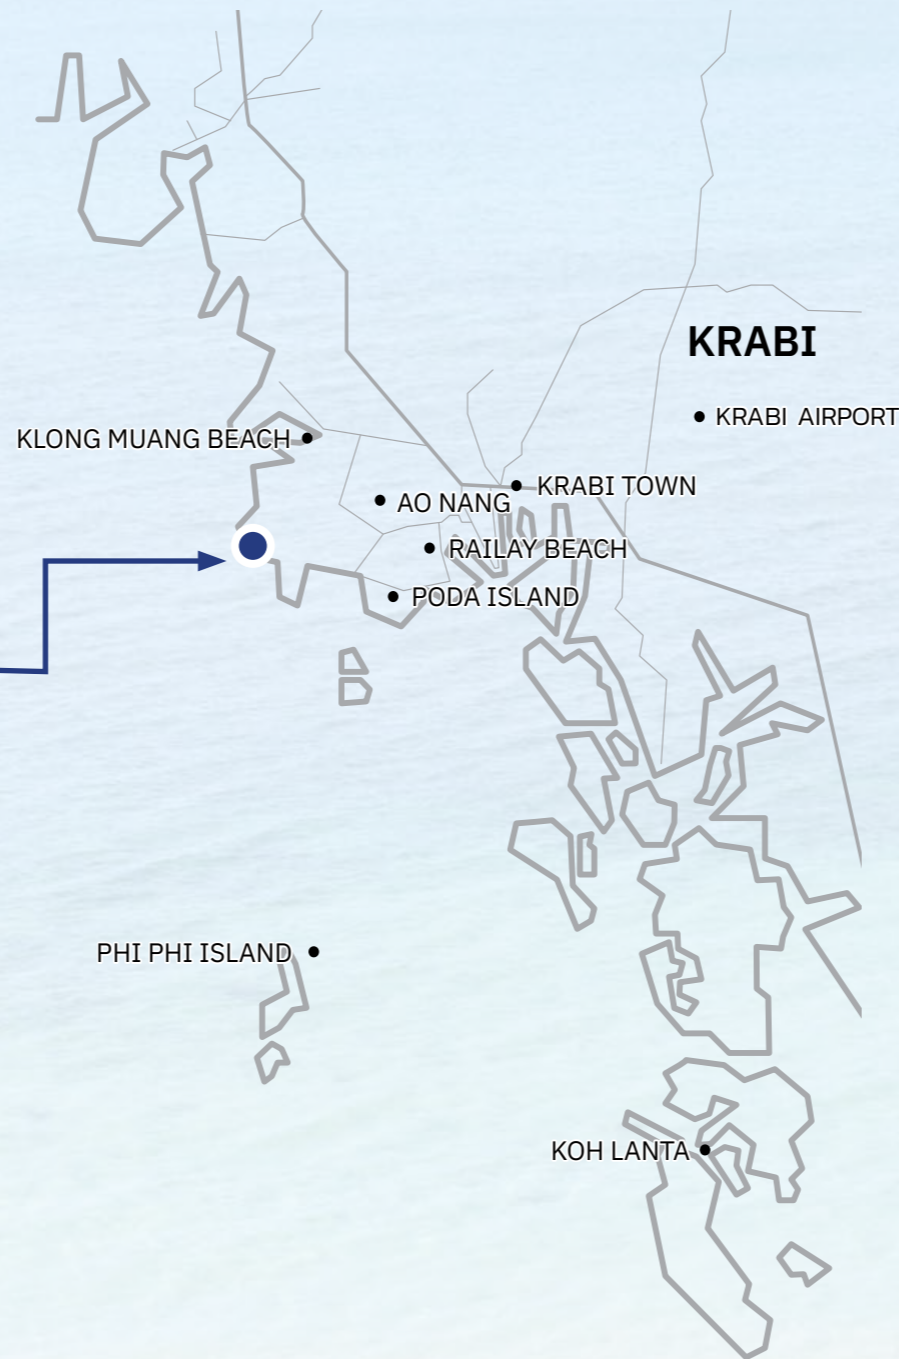 KRABI
KRABI AIRPORT
KLONG MUANG BEACH
KRABI TOWN
AO NANG
RAILAY BEACH
PODA ISLAND
PHI PHI ISLAND
KOH LANTA